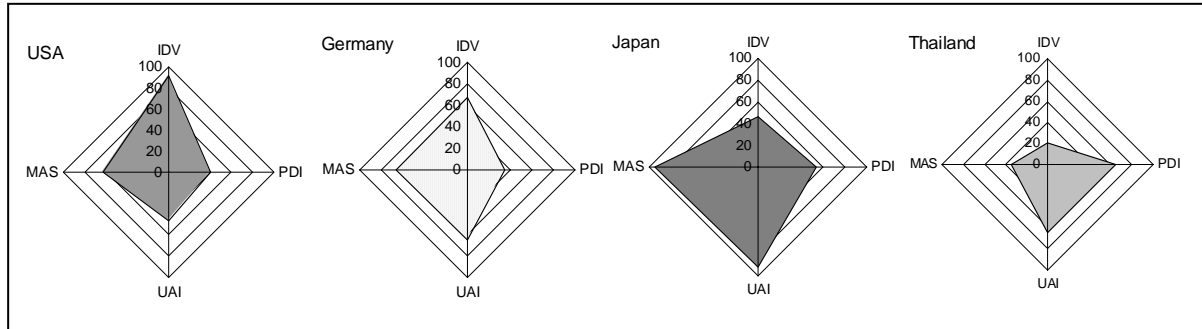 USA
IDV
100
80
60
40
20
0
MAS
PDI
UAI
Germany
IDV
100
80
60
40
20
0
MAS
PDI
UAI
Japan
IDV
100
80
60
40
20
0
MAS
PDI
UAI
Thailand
IDV
100
80
60
40
20
0
MAS
PDI
UAI